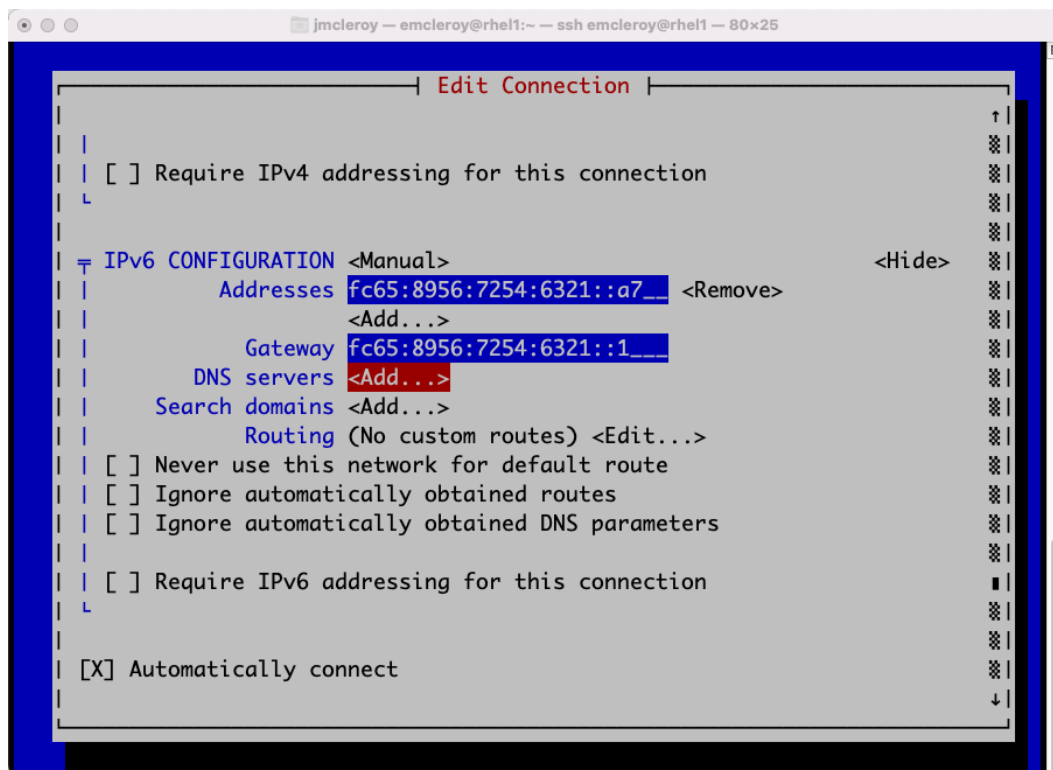 jmcleroy — emcleroy@rhel1:~ — ssh emcleroy@rhel1 — 80×25
Edit Connection
[ ] Require IPv4 addressing for this connection
IPv6 CONFIGURATION <Manual> <Hide>
Addresses fc65:8956:7254:6321::a7__ <Remove>
<Add...>
Gateway fc65:8956:7254:6321::1___
DNS servers <Add...>
Search domains <Add...>
Routing (No custom routes) <Edit...>
[ ] Never use this network for default route
[ ] Ignore automatically obtained routes
[ ] Ignore automatically obtained DNS parameters
[ ] Require IPv6 addressing for this connection
[X] Automatically connect